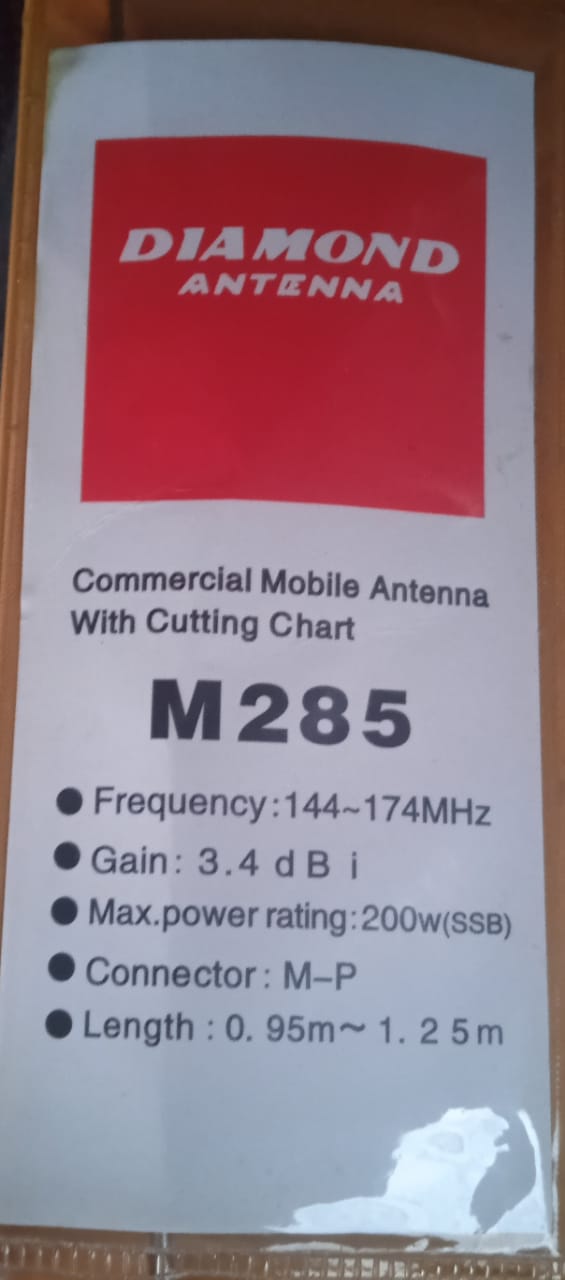 DIAMOND
ANTENNA
Commercial Mobile Antenna
With Cutting Chart
M285
● Frequency:144~174MHz
● Gain: 3.4 d B i
● Max.power rating:200w(SSB)
● Connector: M-P
● Length : 0. 95m~ 1. 2 5m